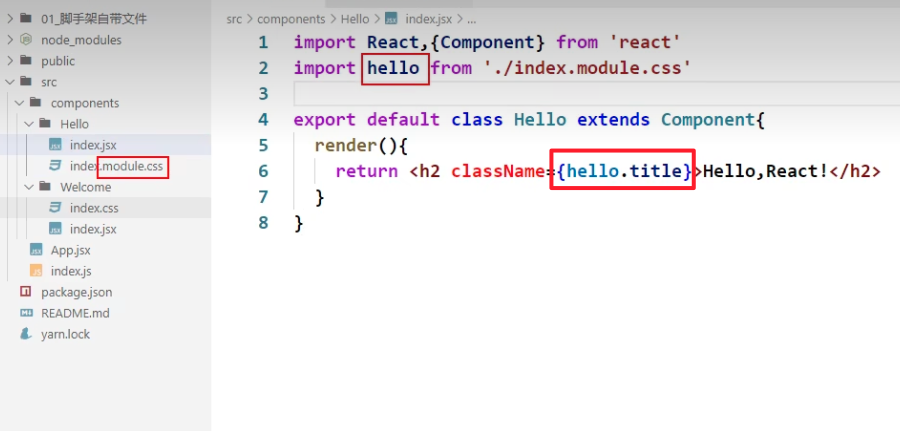 01_脚手架自带文件
node_modules
public
src
components
Hello
index.jsx
index.module.css
Welcome
index.css
index.jsx
App.jsx
index.js
package.json
README.md
yarn.lock
src > components > Hello > index.jsx > ...
1 import React,{Component} from 'react'
2 import hello from './index.module.css'
3
4 export default class Hello extends Component{
5 render(){
6 return <h2 className={hello.title}>Hello,React!</h2>
7 }
8 }